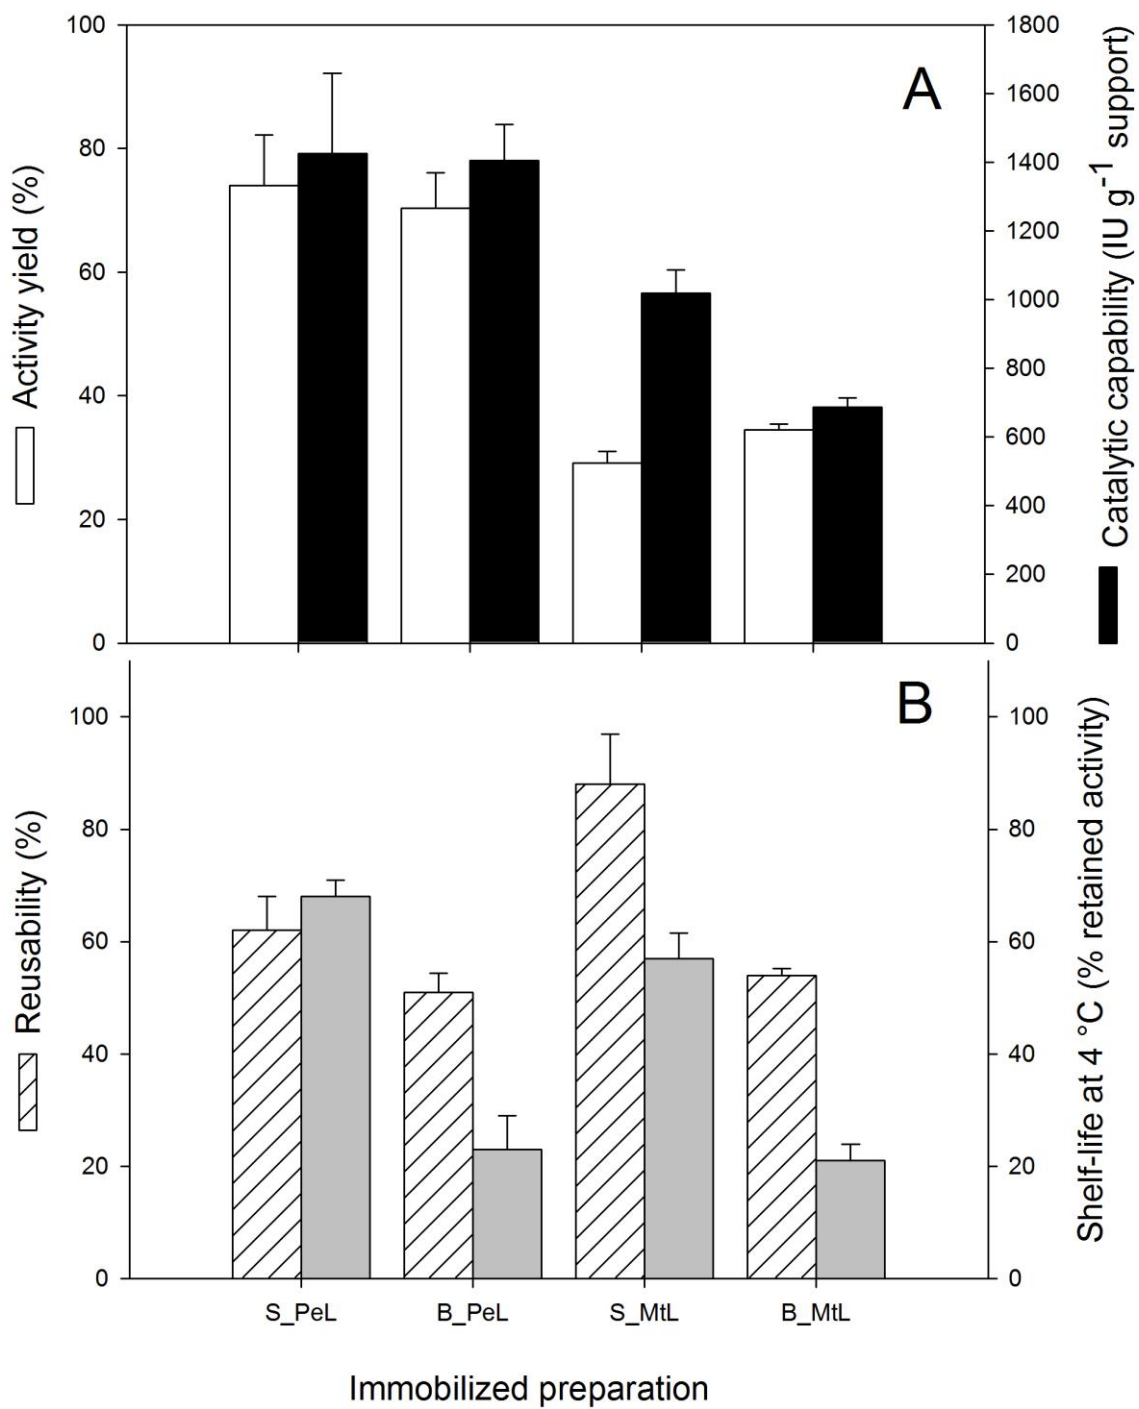 A
Activity yield (%)
100
80
60
40
20
0
1800
1600
1400
1200
1000
800
600
400
200
0
Catalytic capability (IU g⁻¹ support)
B
Reusability (%)
100
80
60
40
20
0
100
80
60
40
20
0
Shelf-life at 4 °C (% retained activity)
S_PeL
B_PeL
S_MtL
B_MtL
Immobilized preparation